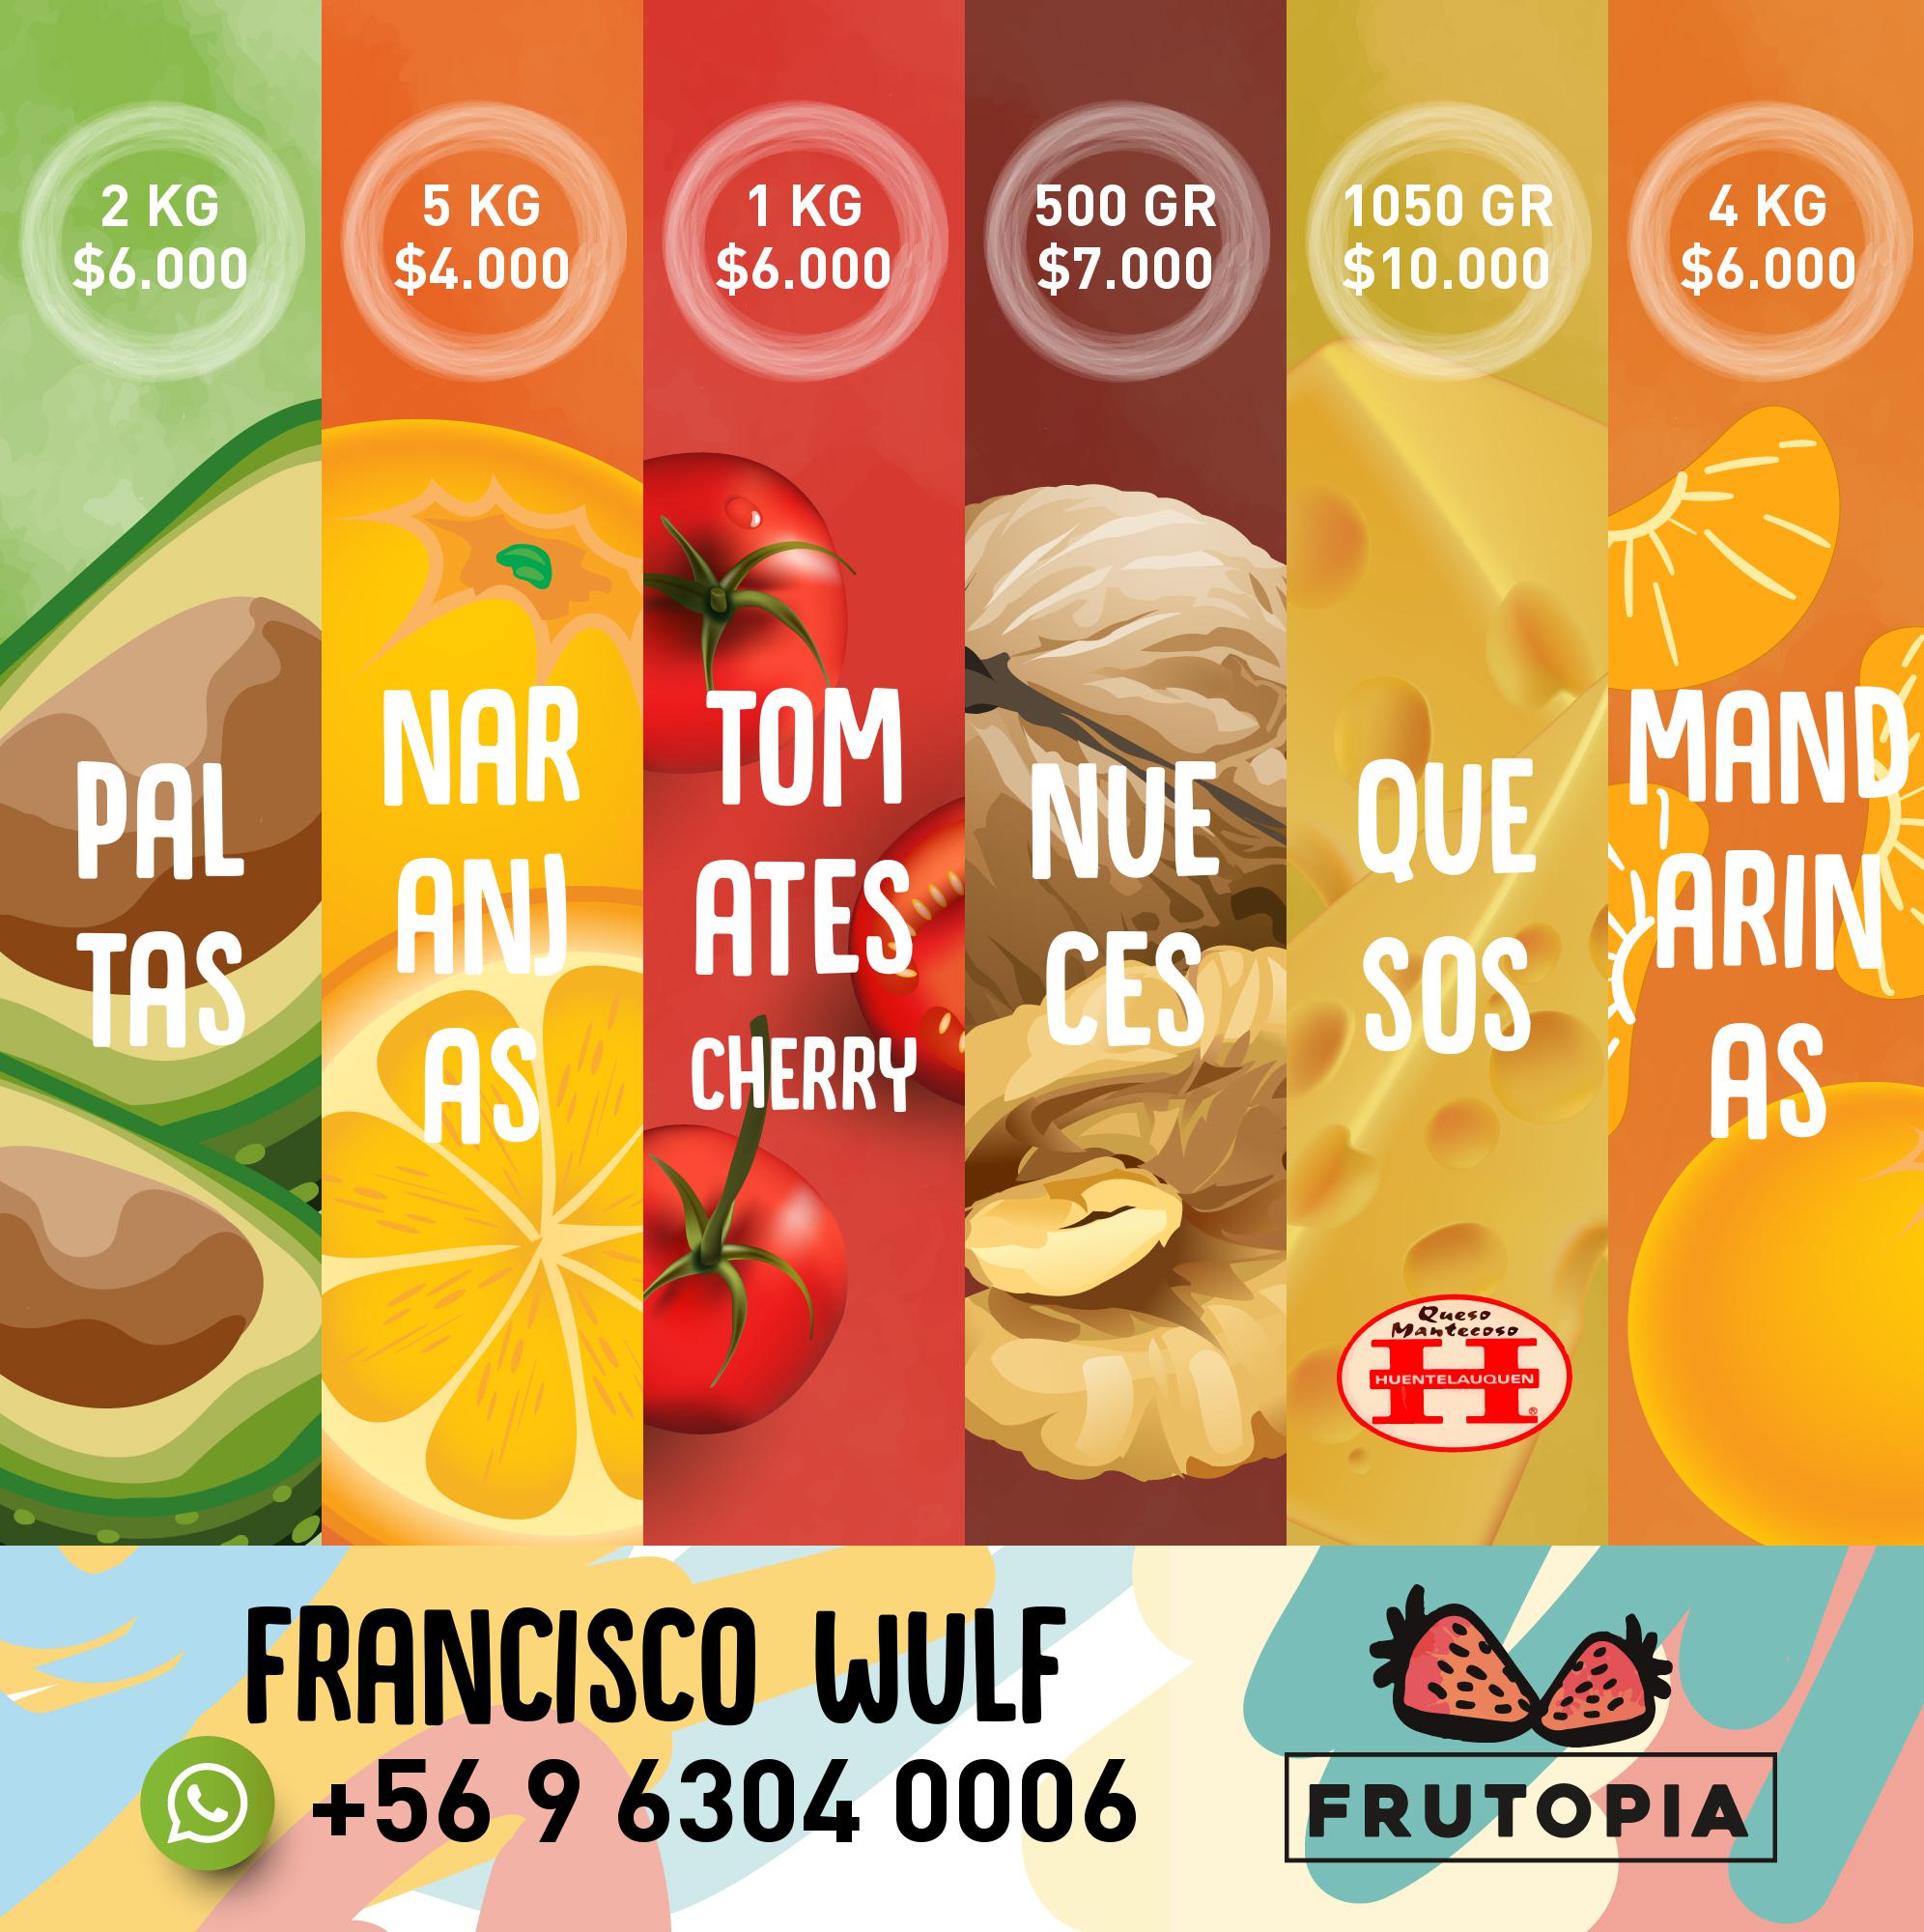 2 KG
$6.000
PAL
TAS
5 KG
$4.000
NAR
ANJ
AS
1 KG
$6.000
TOM
ATES
CHERRY
500 GR
$7.000
NUE
CES
1050 GR
$10.000
QUE
SOS
Queso
Mantecoso
H
HUENTELAUQUEN
®
4 KG
$6.000
MAND
ARIN
AS
FRANCISCO WULF
+56 9 6304 0006
FRUTOPIA